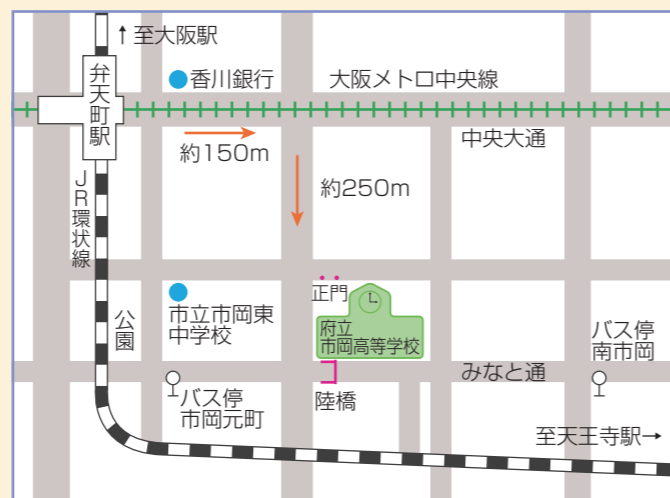 ↑至大阪駅
香川銀行
大阪メトロ中央線
弁天町駅
中央大通
約150m
約250m
JR環状線
正門
市立市岡東
中学校
公園
府立
市岡高等学校
バス停
南市岡
みなと通
バス停
市岡元町
陸橋
至天王寺駅→